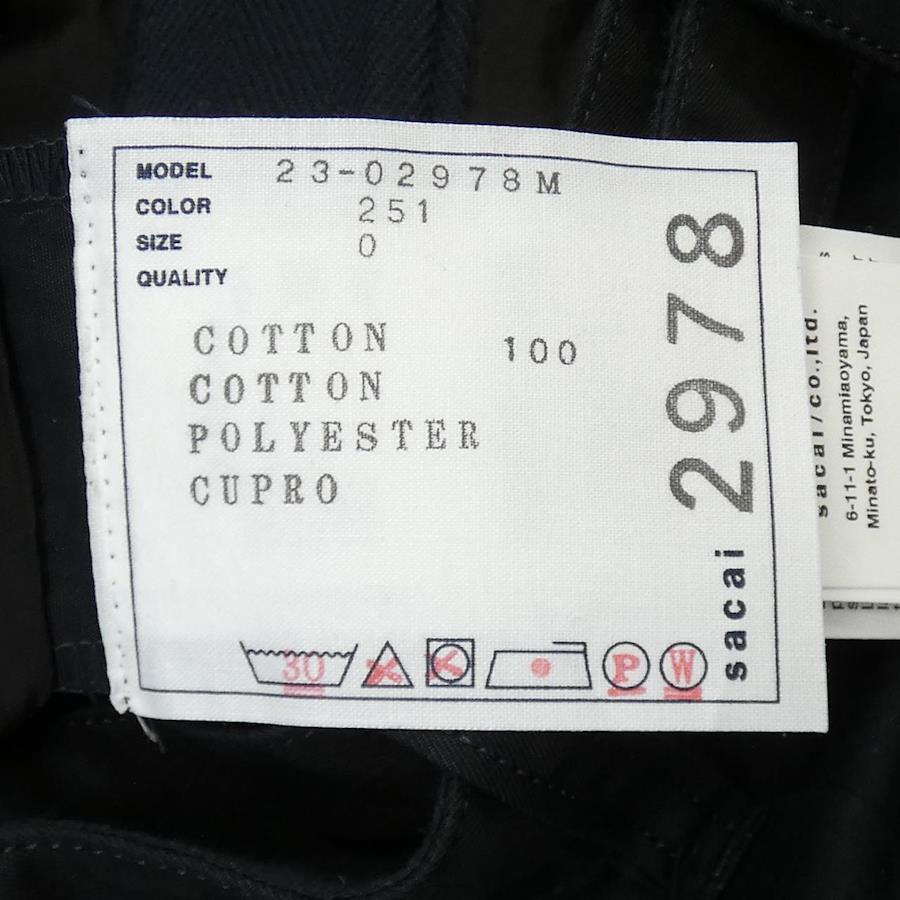 MODEL 23-02978M
COLOR 251
SIZE 0
QUALITY
COTTON 100
COTTON
POLYESTER
CUPRO
30
P
W
sacai 2978
sacai/co.,ltd.
6-11-1 Minamiaoyama,
Minato-ku, Tokyo, Japan